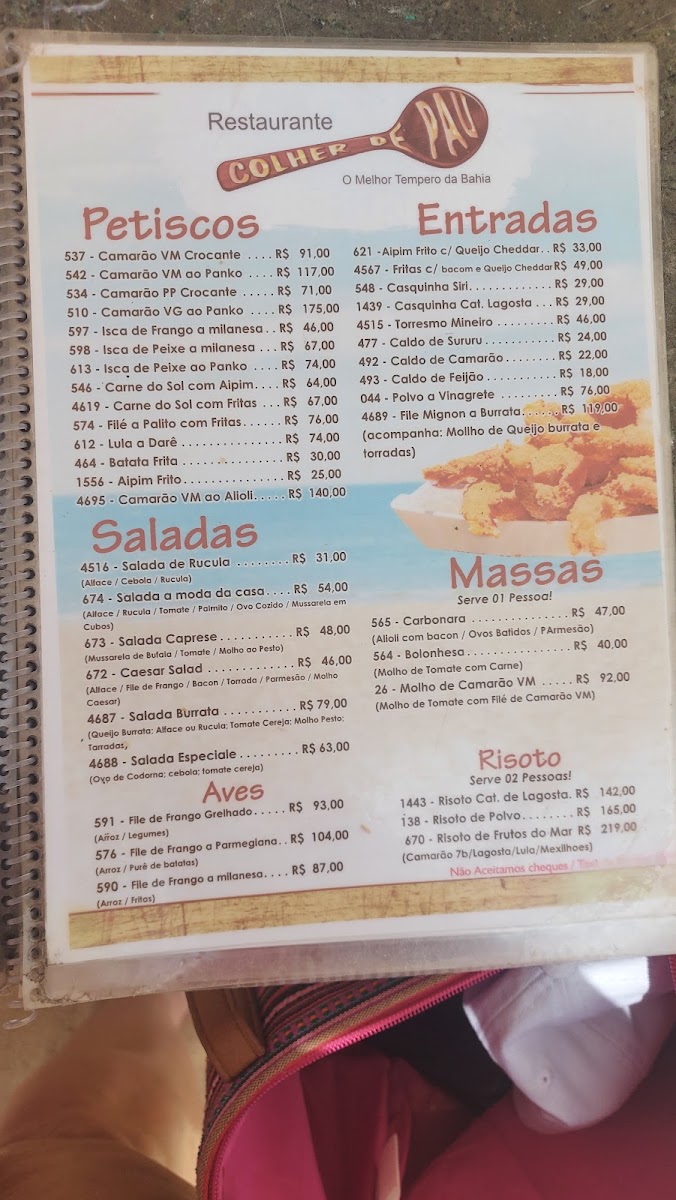 Restaurante
COLHER DE PAU
O Melhor Tempero da Bahia
Petiscos
537 - Camarão VM Crocante .... R$ 91,00
542 - Camarão VM ao Panko .... R$ 117,00
534 - Camarão PP Crocante ..... R$ 71,00
510 - Camarão VG ao Panko ..... R$ 175,00
597 - Isca de Frango a milanesa.. R$ 46,00
598 - Isca de Peixe a milanesa ... R$ 67,00
613 - Isca de Peixe ao Panko ..... R$ 74,00
546 - Carne do Sol com Aipim.... R$ 64,00
4619 - Carne do Sol com Fritas ... R$ 67,00
574 - Filé a Palito com Fritas...... R$ 76,00
612 - Lula a Darê ............... R$ 74,00
464 - Batata Frita ............... R$ 30,00
1556 - Aipim Frito............... R$ 25,00
4695 - Camarão VM ao Alioli..... R$ 140,00
Entradas
621 -Aipim Frito c/ Queijo Cheddar.. R$ 33,00
4567 - Fritas c/ bacom e Queijo Cheddar R$ 49,00
548 - Casquinha Siri............. R$ 29,00
1439 - Casquinha Cat. Lagosta ... R$ 29,00
4515 - Torresmo Mineiro ......... R$ 46,00
477 - Caldo de Sururu........... R$ 24,00
492 - Caldo de Camarão........ R$ 22,00
493 - Caldo de Feijão .......... R$ 18,00
044 - Polvo a Vinagrete ......... R$ 76,00
4689 - File Mignon a Burrata...... R$ 119,00
(acompanha: Mollho de Queijo burrata e
torradas)
Saladas
4516 - Salada de Rucula ........ R$ 31,00
(Alface / Cebola / Rucula)
674 - Salada a moda da casa.... R$ 54,00
(Alface / Rucula / Tomate / Palmito / Ovo Cozido / Mussarela em
Cubos)
673 - Salada Caprese........... R$ 48,00
(Mussarela de Bufala / Tomate / Molho ao Pesto)
672 - Caesar Salad ............ R$ 46,00
(Alface / File de Frango / Bacon / Torrada / Parmesão / Molho
Caesar)
4687 - Salada Burrata .......... R$ 79,00
(Queijo Burrata; Alface ou Rucula; Tomate Cereja; Molho Pesto;
Torradas,
4688 - Salada Especiale......... R$ 63,00
(Ovo de Codorna; cebola; tomate cereja)
Massas
Serve 01 Pessoa!
565 - Carbonara .............. R$ 47,00
(Alioli com bacon / Ovos Batidos / PArmesão)
564 - Bolonhesa............... R$ 40,00
(Molho de Tomate com Carne)
26 - Molho de Camarão VM ..... R$ 92,00
(Molho de Tomate com Filé de Camarão VM)
Aves
591 - File de Frango Grelhado..... R$ 93,00
(Arroz / Legumes)
576 - File de Frango a Parmegiana.. R$ 104,00
(Arroz / Purê de batatas)
590 - File de Frango a milanesa.... R$ 87,00
(Arroz / Fritas)
Risoto
Serve 02 Pessoas!
1443 - Risoto Cat. de Lagosta. R$ 142,00
138 - Risoto de Polvo........ R$ 165,00
670 - Risoto de Frutos do Mar R$ 219,00
(Camarão 7b/Lagosta/Lula/Mexilhoes)
Não Aceitamos cheques /